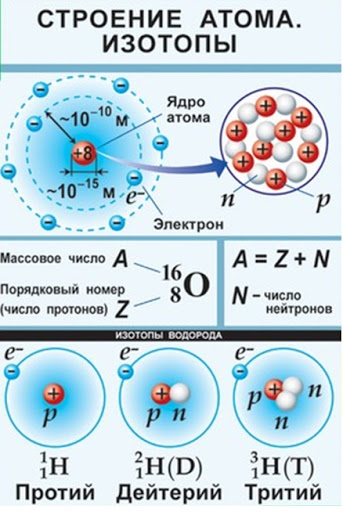 СТРОЕНИЕ АТОМА.
ИЗОТОПЫ
~10⁻¹⁰ м
Ядро
атома
+8
~10⁻¹⁵ м
e⁻
Электрон
n
p
Массовое число A
Порядковый номер
(число протонов) Z
¹⁶₈O
A = Z + N
N – число
нейтронов
ИЗОТОПЫ ВОДОРОДА
e⁻
p
¹₁H
Протий
e⁻
p n
²₁H(D)
Дейтерий
e⁻
p n
n
³₁H(T)
Тритий